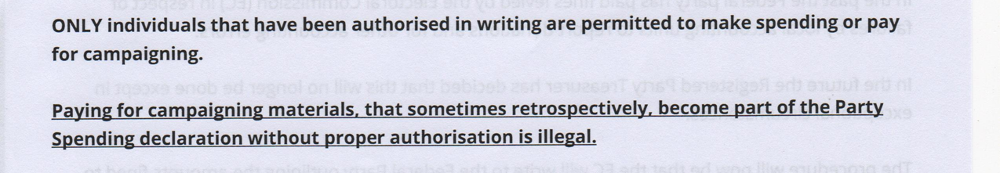 ONLY individuals that have been authorised in writing are permitted to make spending or pay
for campaigning.
Paying for campaigning materials, that sometimes retrospectively, become part of the Party
Spending declaration without proper authorisation is illegal.